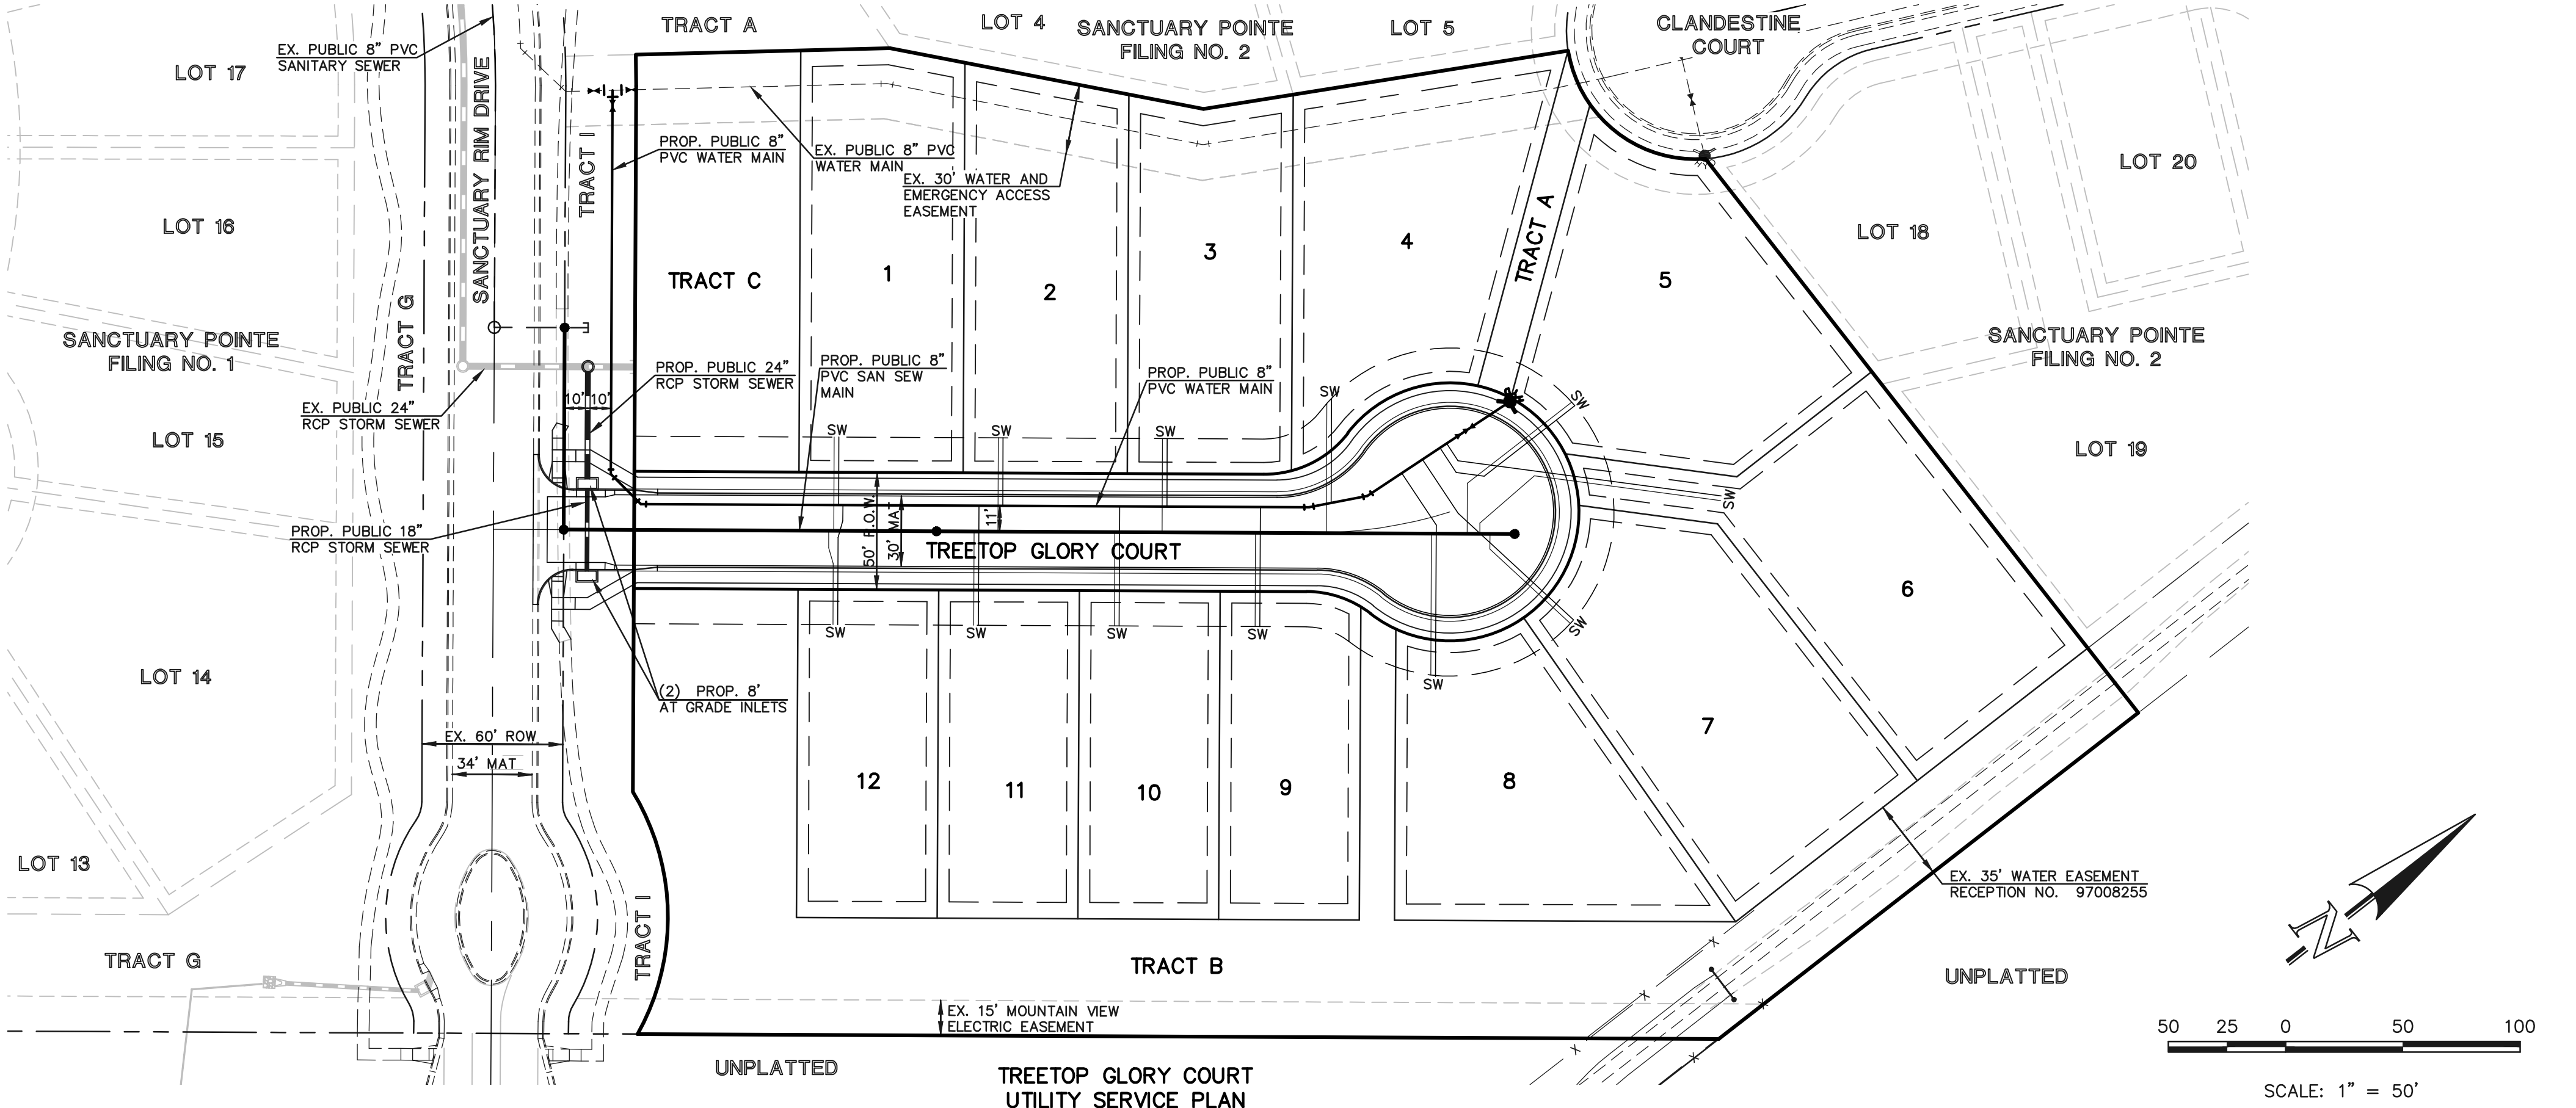 TRACT A
LOT 4
SANCTUARY POINTE
FILING NO. 2
LOT 5
CLANDESTINE
COURT
EX. PUBLIC 8" PVC
SANITARY SEWER
LOT 17
SANCTUARY RIM DRIVE
TRACT I
PROP. PUBLIC 8"
PVC WATER MAIN
EX. PUBLIC 8" PVC
WATER MAIN
EX. 30' WATER AND
EMERGENCY ACCESS
EASEMENT
LOT 20
LOT 16
LOT 18
TRACT A
TRACT C
1
2
3
4
5
TRACT G
SANCTUARY POINTE
FILING NO. 1
SANCTUARY POINTE
FILING NO. 2
PROP. PUBLIC 24"
RCP STORM SEWER
PROP. PUBLIC 8"
PVC SAN SEW
MAIN
PROP. PUBLIC 8"
PVC WATER MAIN
10'
10'
EX. PUBLIC 24"
RCP STORM SEWER
SW
SW
SW
SW
SW
SW
LOT 15
LOT 19
PROP. PUBLIC 18"
RCP STORM SEWER
50' R.O.W.
30' MAT
11'
TREETOP GLORY COURT
6
SW
SW
SW
SW
SW
SW
LOT 14
(2) PROP. 8'
AT GRADE INLETS
EX. 60' ROW
34' MAT
7
12
11
10
9
8
LOT 13
EX. 35' WATER EASEMENT
RECEPTION NO. 97008255
N
TRACT I
TRACT G
TRACT B
UNPLATTED
EX. 15' MOUNTAIN VIEW
ELECTRIC EASEMENT
50
25
0
50
100
SCALE: 1" = 50'
UNPLATTED
TREETOP GLORY COURT
UTILITY SERVICE PLAN